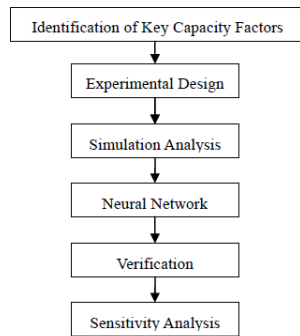 Identification of Key Capacity Factors
Experimental Design
Simulation Analysis
Neural Network
Verification
Sensitivity Analysis